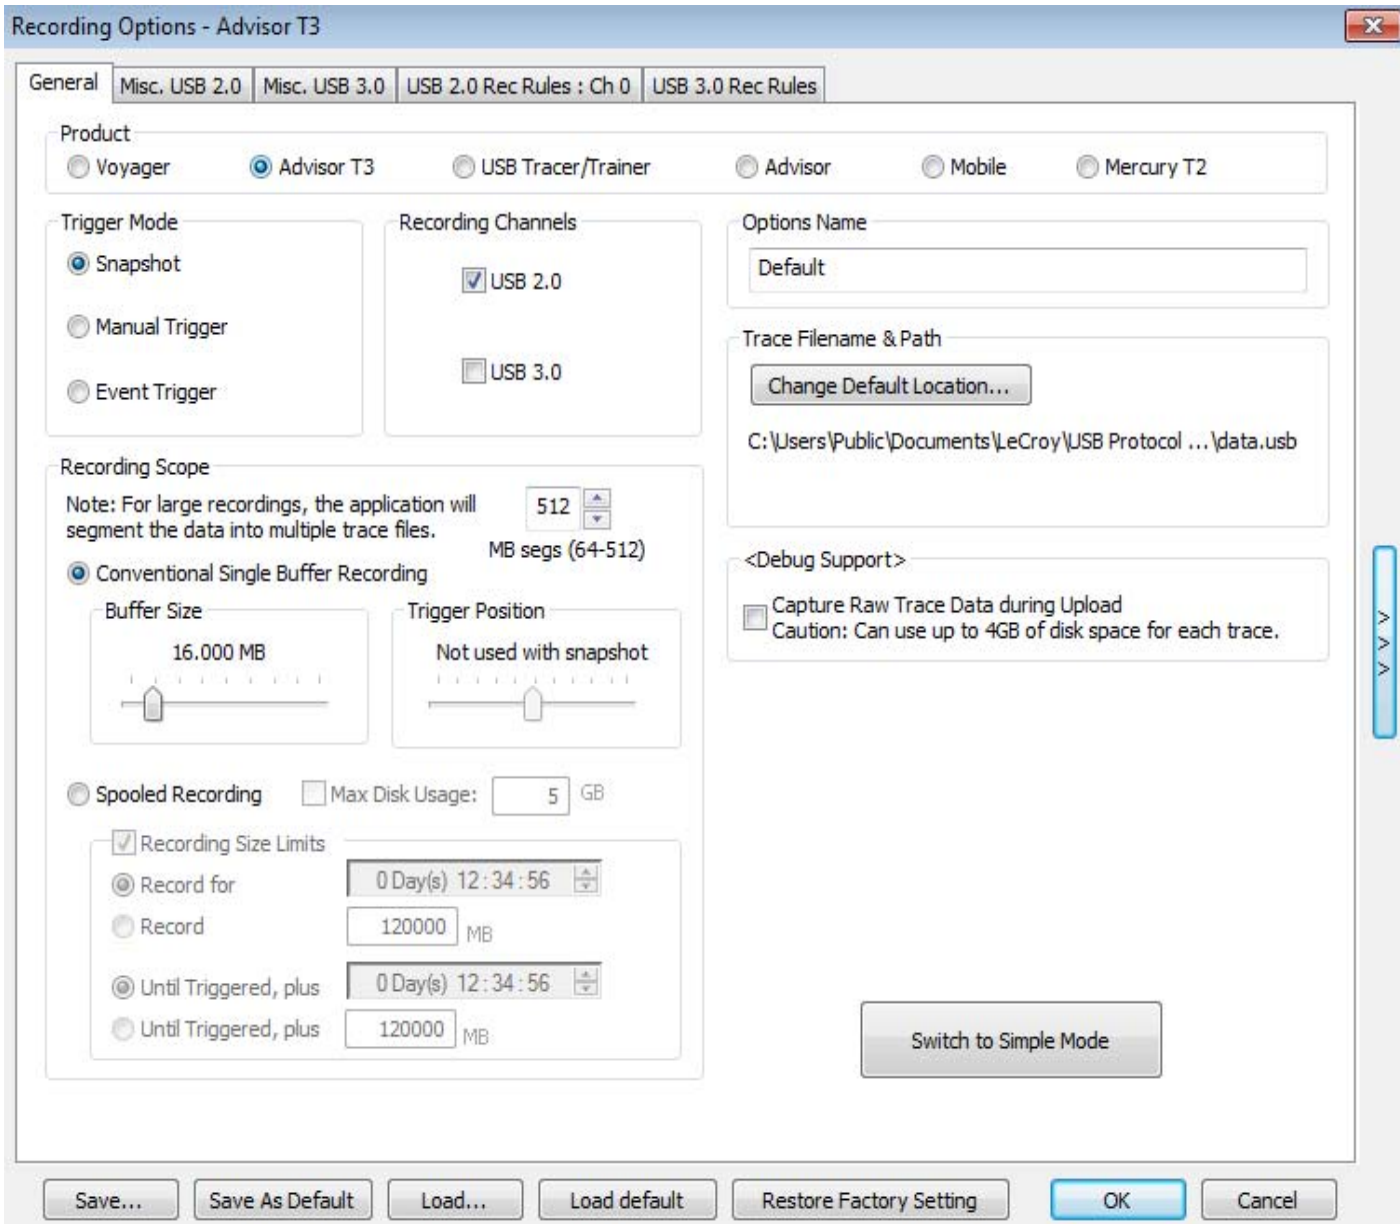 Recording Options - Advisor T3
General Misc. USB 2.0 Misc. USB 3.0 USB 2.0 Rec Rules : Ch 0 USB 3.0 Rec Rules
Product
Voyager Advisor T3 USB Tracer/Trainer Advisor Mobile Mercury T2
Trigger Mode
Snapshot
Manual Trigger
Event Trigger
Recording Channels
USB 2.0
USB 3.0
Options Name
Default
Trace Filename & Path
Change Default Location...
C:\Users\Public\Documents\LeCroy\USB Protocol ...\data.usb
Recording Scope
Note: For large recordings, the application will
segment the data into multiple trace files.
512
MB segs (64-512)
Conventional Single Buffer Recording
Buffer Size
16.000 MB
Trigger Position
Not used with snapshot
<Debug Support>
Capture Raw Trace Data during Upload
Caution: Can use up to 4GB of disk space for each trace.
>
>
>
Spooled Recording Max Disk Usage: 5 GB
Recording Size Limits
Record for 0 Day(s) 12:34:56
Record 120000 MB
Until Triggered, plus 0 Day(s) 12:34:56
Until Triggered, plus 120000 MB
Switch to Simple Mode
Save... Save As Default Load... Load default Restore Factory Setting OK Cancel